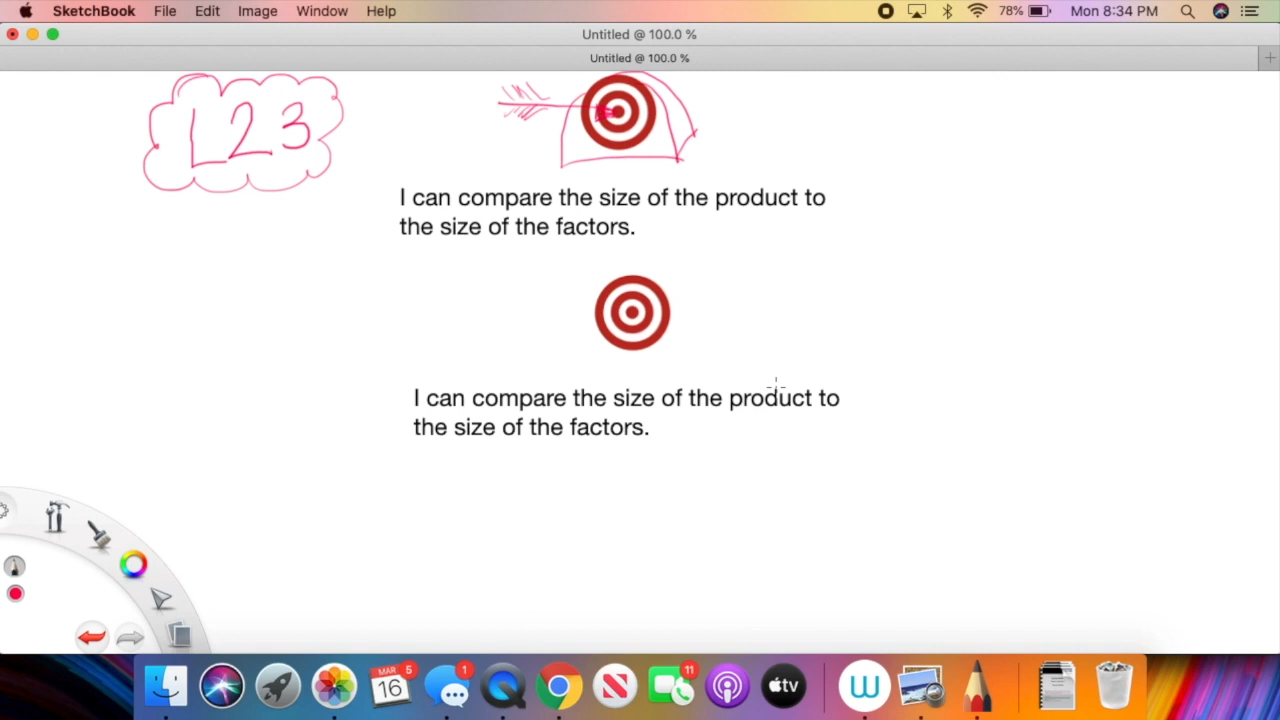 SketchBook File Edit Image Window Help 78% Mon 8:34 PM
Untitled @ 100.0 %
Untitled @ 100.0 %
123
I can compare the size of the product to
the size of the factors.
I can compare the size of the product to
the size of the factors.
MAR 5 1 11
16 tv